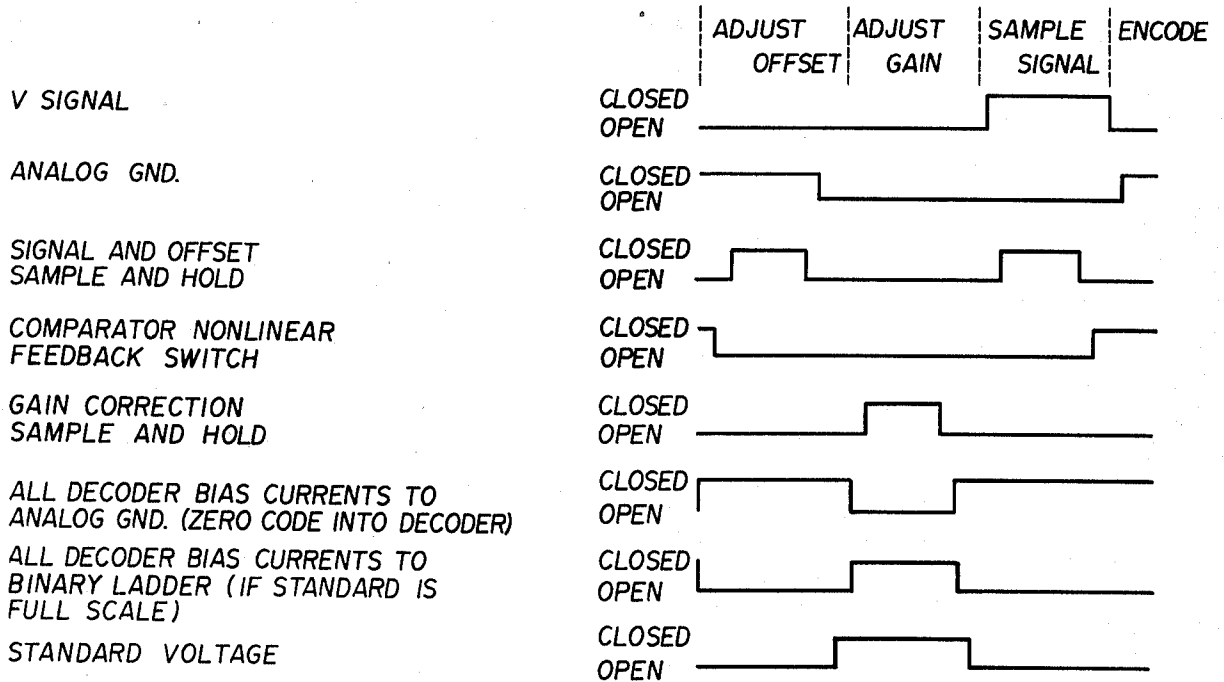 ADJUST OFFSET
ADJUST GAIN
SAMPLE SIGNAL
ENCODE
V SIGNAL
CLOSED
OPEN
ANALOG GND.
CLOSED
OPEN
SIGNAL AND OFFSET
SAMPLE AND HOLD
CLOSED
OPEN
COMPARATOR NONLINEAR
FEEDBACK SWITCH
CLOSED
OPEN
GAIN CORRECTION
SAMPLE AND HOLD
CLOSED
OPEN
ALL DECODER BIAS CURRENTS TO
ANALOG GND. (ZERO CODE INTO DECODER)
CLOSED
OPEN
ALL DECODER BIAS CURRENTS TO
BINARY LADDER (IF STANDARD IS
FULL SCALE)
CLOSED
OPEN
STANDARD VOLTAGE
CLOSED
OPEN